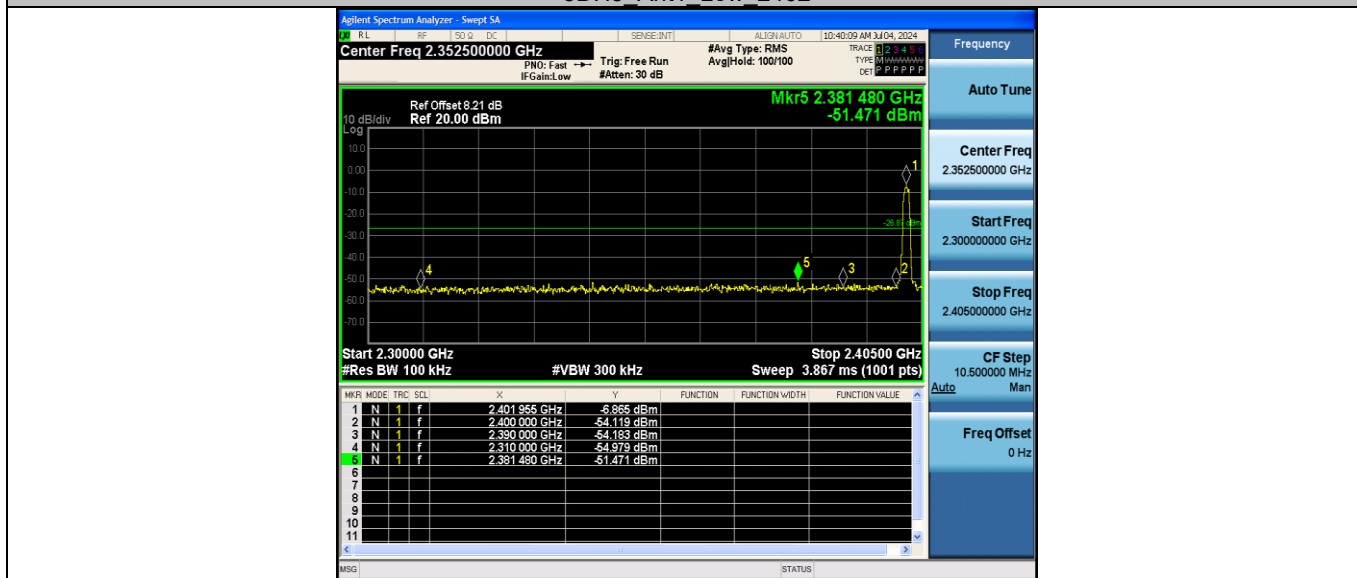 Agilent Spectrum Analyzer - Swept SA
RL RF 50 Ω DC SENSE:INT ALIGN AUTO 10:40:09 AM Jul 04, 2024
Center Freq 2.352500000 GHz
PNO: Fast
IFGain:Low
Trig: Free Run
#Atten: 30 dB
#Avg Type: RMS
Avg|Hold: 100/100
TRACE 1 2 3 4 5 6
TYPE M
DET P P P P P P
Frequency
Auto Tune
Center Freq
2.352500000 GHz
Start Freq
2.300000000 GHz
Stop Freq
2.405000000 GHz
CF Step
10.500000 MHz
Auto Man
Freq Offset
0 Hz
Mkr5 2.381 480 GHz
-51.471 dBm
Ref Offset 8.21 dB
10 dB/div Ref 20.00 dBm
Log
10.0
0.00
-10.0
-20.0
-30.0
-40.0
-50.0
-60.0
-70.0
1
2
3
4
5
Start 2.30000 GHz Stop 2.40500 GHz
#Res BW 100 kHz #VBW 300 kHz Sweep 3.867 ms (1001 pts)
MKR MODE TRC SCL X Y FUNCTION FUNCTION WIDTH FUNCTION VALUE
1 N 1 f 2.401 955 GHz -6.865 dBm
2 N 1 f 2.400 000 GHz -54.119 dBm
3 N 1 f 2.390 000 GHz -54.183 dBm
4 N 1 f 2.310 000 GHz -54.979 dBm
5 N 1 f 2.381 480 GHz -51.471 dBm
6
7
8
9
10
11
MSG STATUS